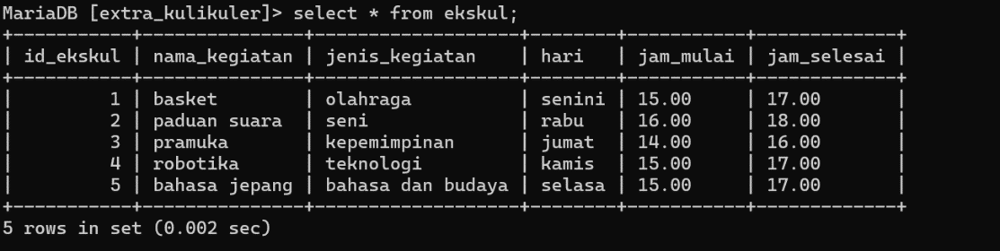 MariaDB [extra_kulikuler]> select * from ekskul;
+-----------+---------------+-------------------+--------+-----------+-------------+
| id_ekskul | nama_kegiatan | jenis_kegiatan    | hari   | jam_mulai | jam_selesai |
+-----------+---------------+-------------------+--------+-----------+-------------+
|         1 | basket        | olahraga          | senini | 15.00     | 17.00       |
|         2 | paduan suara  | seni              | rabu   | 16.00     | 18.00       |
|         3 | pramuka       | kepemimpinan      | jumat  | 14.00     | 16.00       |
|         4 | robotika      | teknologi         | kamis  | 15.00     | 17.00       |
|         5 | bahasa jepang | bahasa dan budaya | selasa | 15.00     | 17.00       |
+-----------+---------------+-------------------+--------+-----------+-------------+
5 rows in set (0.002 sec)